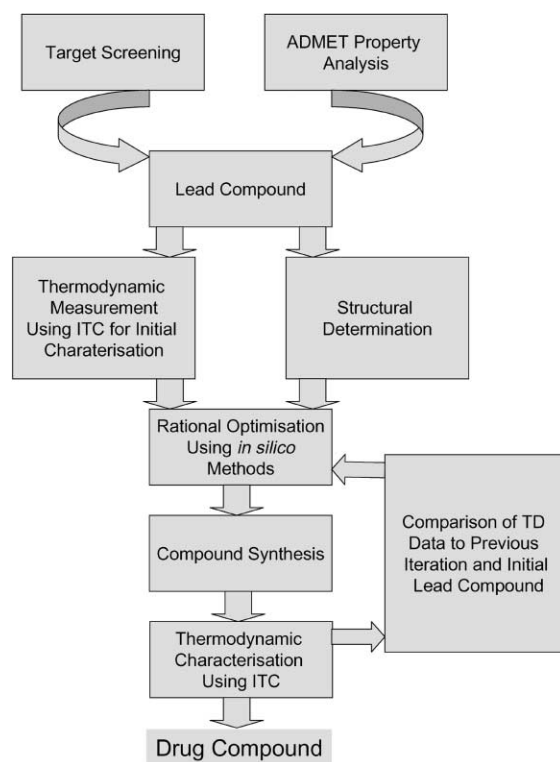 Target Screening
ADMET Property
Analysis
Lead Compound
Thermodynamic
Measurement
Using ITC for Initial
Charaterisation
Structural
Determination
Rational Optimisation
Using in silico
Methods
Comparison of TD
Data to Previous
Iteration and Initial
Lead Compound
Compound Synthesis
Thermodynamic
Characterisation
Using ITC
Drug Compound